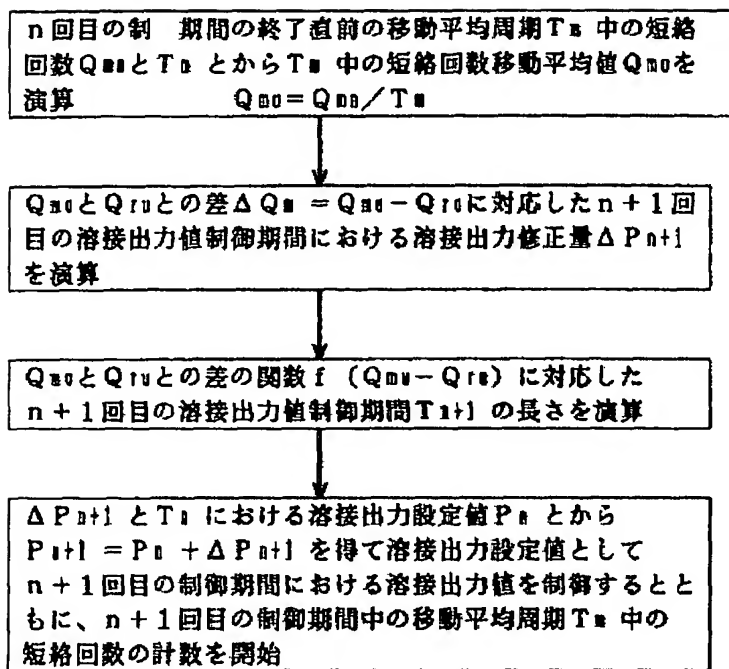 n回目の制 期間の終了直前の移動平均周期Tm 中の短絡
回数QmnとTm とからTm 中の短絡回数移動平均値Qmoを
演算 Qmo=Qmn/Tm
QmoとQroとの差ΔQm =Qmo-Qroに対応したn+1回
目の溶接出力値制御期間における溶接出力修正量ΔPn+1
を演算
QmoとQroとの差の関数f (Qmo-Qro)に対応した
n+1回目の溶接出力値制御期間Tn+1 の長さを演算
ΔPn+1 とTn における溶接出力設定値Pn とから
Pn+1 =Pn +ΔPn+1 を得て溶接出力設定値として
n+1回目の制御期間における溶接出力値を制御するとと
もに、n+1回目の制御期間中の移動平均周期Tm 中の
短絡回数の計数を開始